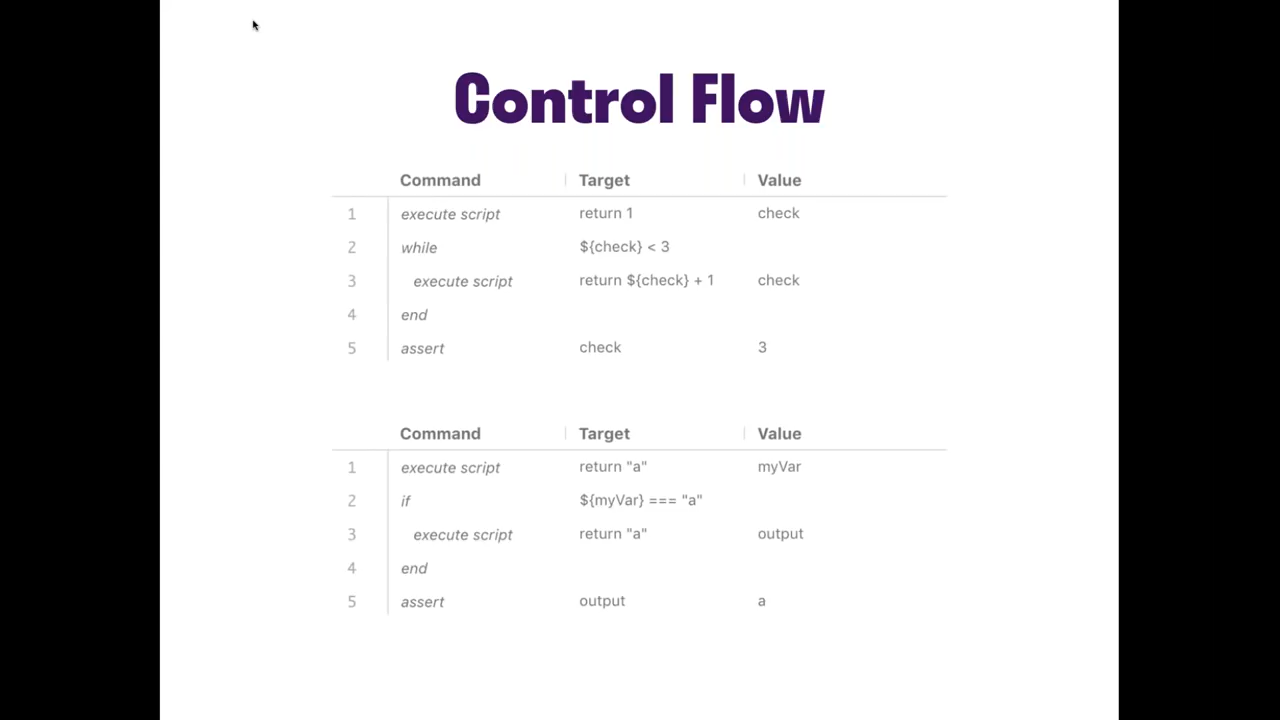 Control Flow
Command Target Value
1 execute script return 1 check
2 while ${check} < 3
3 execute script return ${check} + 1 check
4 end
5 assert check 3
Command Target Value
1 execute script return "a" myVar
2 if ${myVar} === "a"
3 execute script return "a" output
4 end
5 assert output a